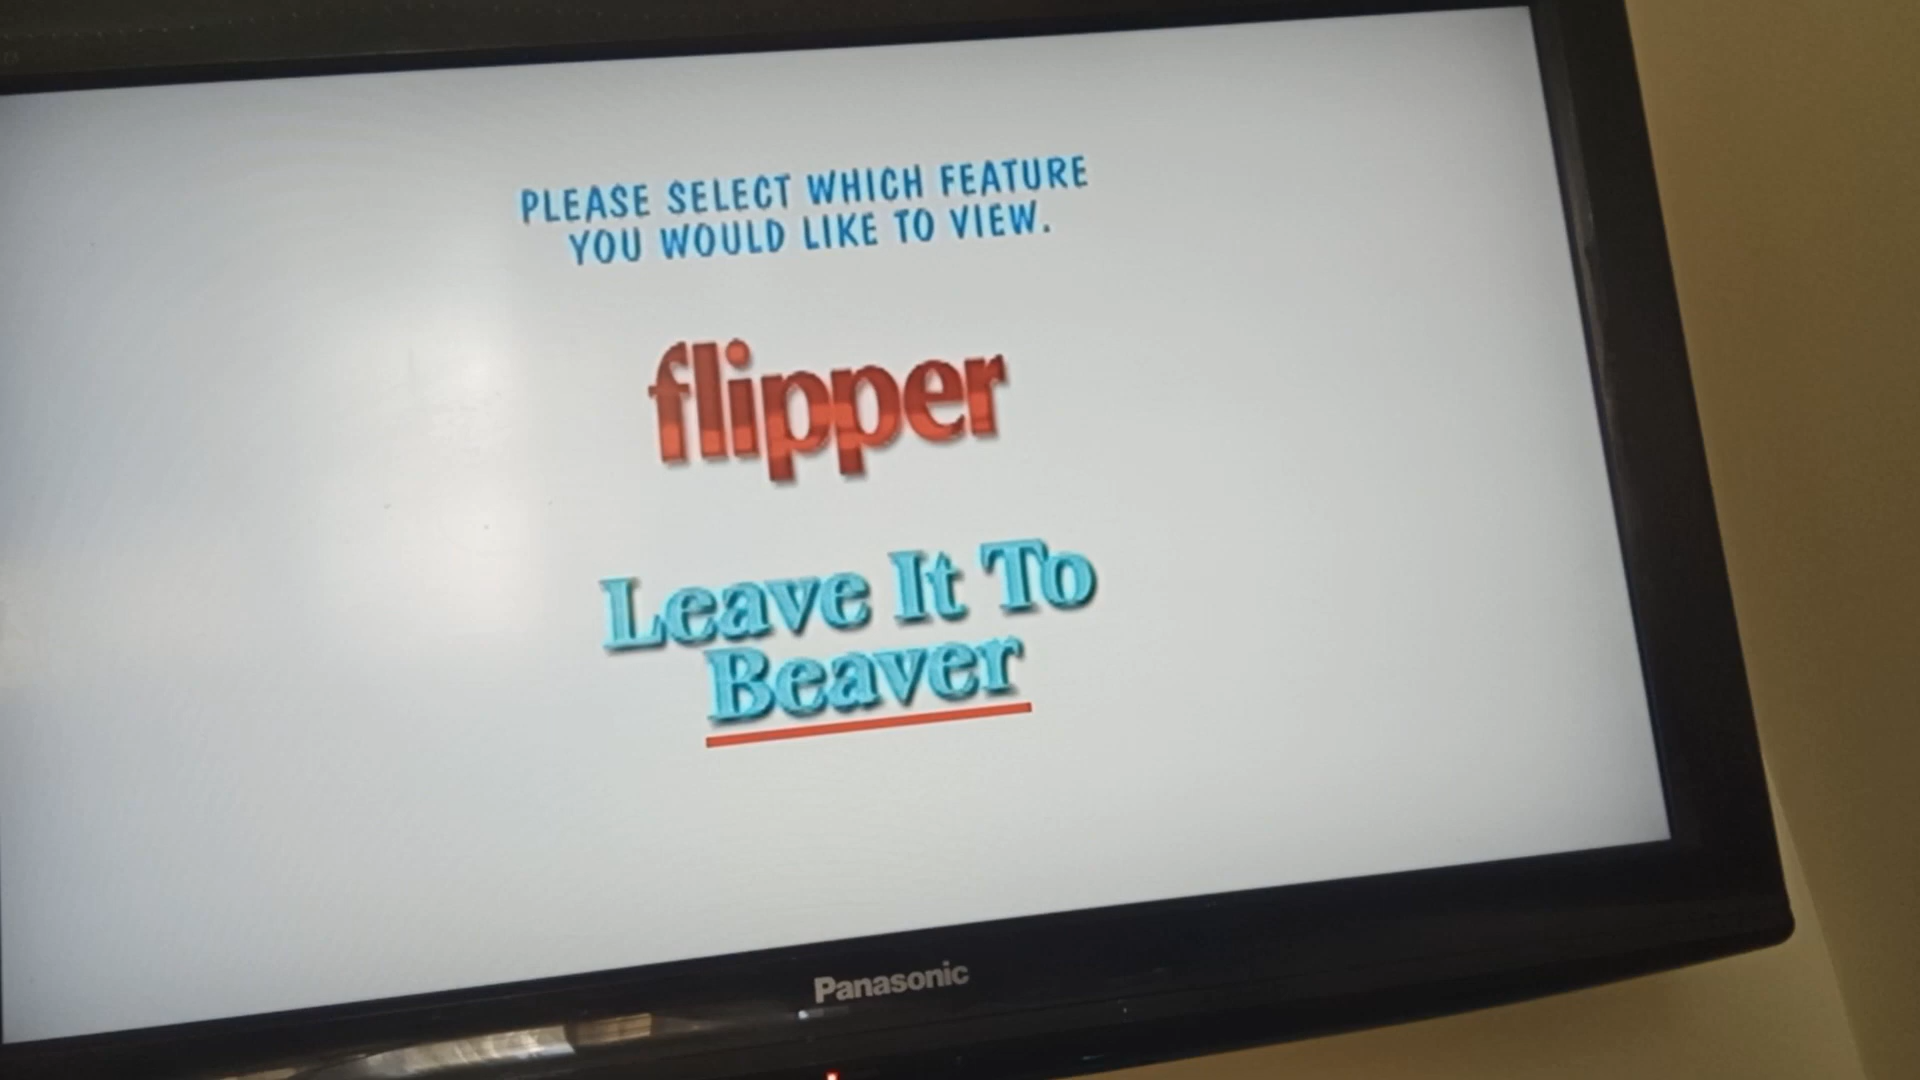 PLEASE SELECT WHICH FEATURE
YOU WOULD LIKE TO VIEW.
flipper
Leave It To
Beaver
Panasonic